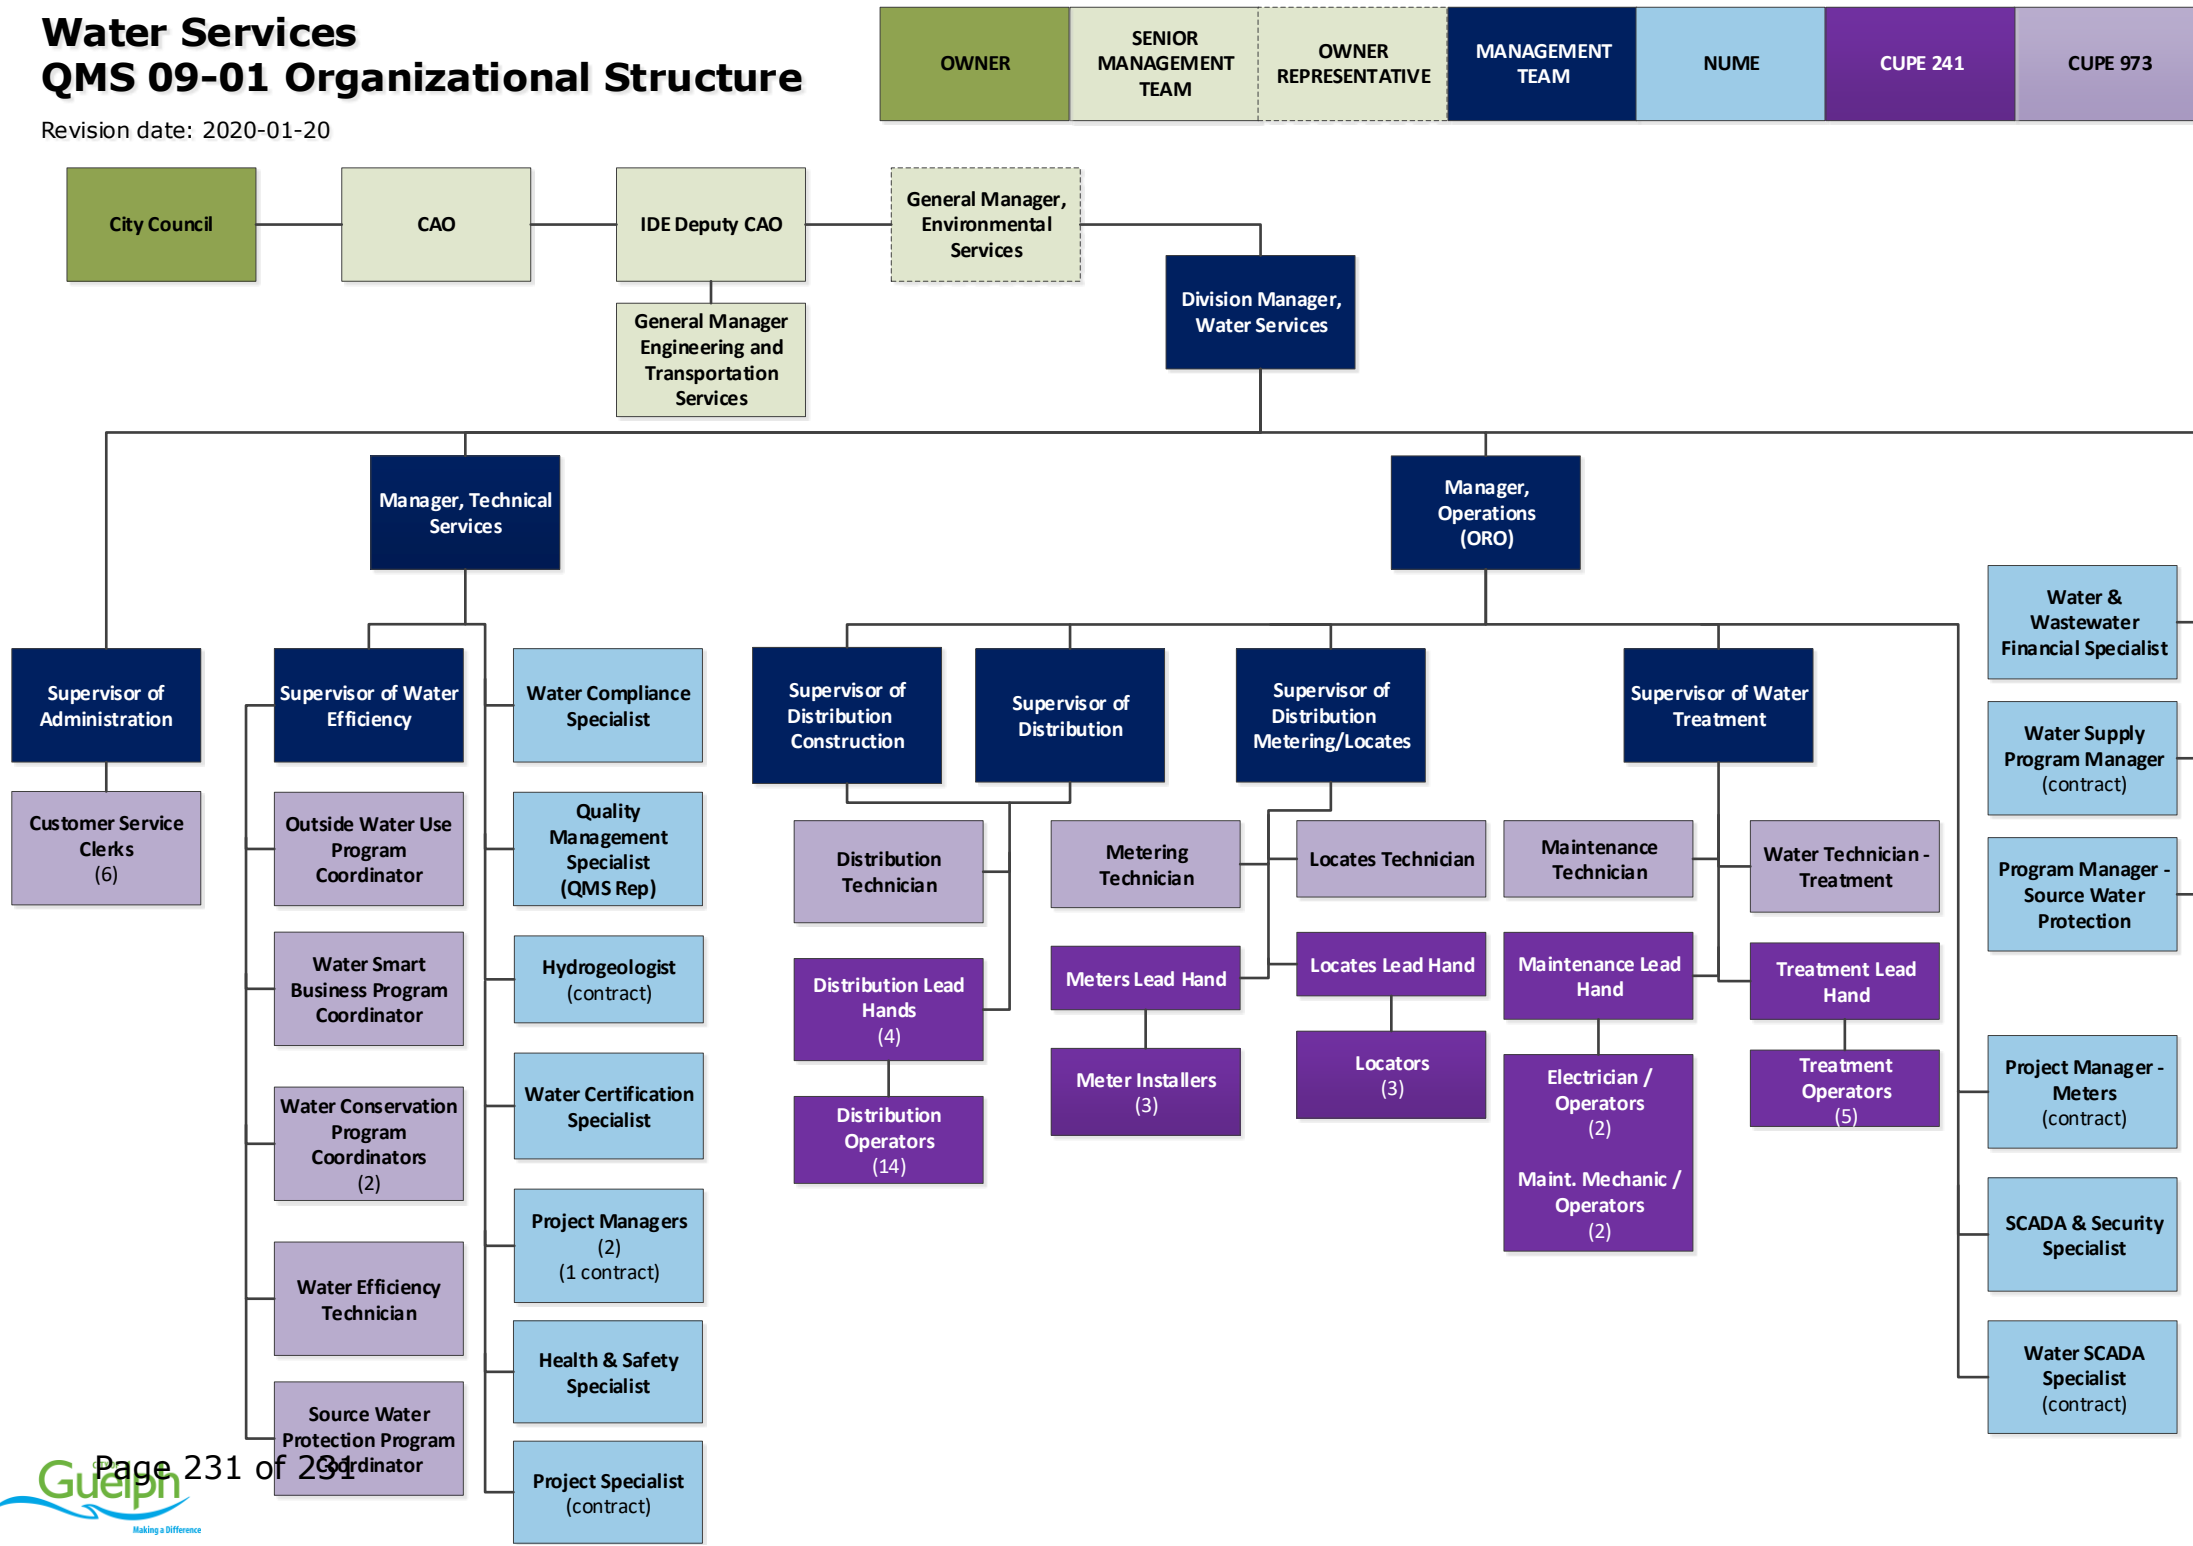 Water Services
QMS 09-01 Organizational Structure
Revision date: 2020-01-20
OWNER
SENIOR
MANAGEMENT
TEAM
OWNER
REPRESENTATIVE
MANAGEMENT
TEAM
NUME
CUPE 241
CUPE 973
City Council
CAO
IDE Deputy CAO
General Manager,
Environmental
Services
General Manager
Engineering and
Transportation
Services
Division Manager,
Water Services
Manager, Technical
Services
Manager,
Operations
(ORO)
Supervisor of
Administration
Customer Service
Clerks
(6)
Supervisor of Water
Efficiency
Outside Water Use
Program
Coordinator
Water Smart
Business Program
Coordinator
Water Conservation
Program
Coordinators
(2)
Water Efficiency
Technician
Source Water
Protection Program
Coordinator
Water Compliance
Specialist
Quality
Management
Specialist
(QMS Rep)
Hydrogeologist
(contract)
Water Certification
Specialist
Project Managers
(2)
(1 contract)
Health & Safety
Specialist
Project Specialist
(contract)
Supervisor of
Distribution
Construction
Supervisor of
Distribution
Distribution
Technician
Distribution Lead
Hands
(4)
Distribution
Operators
(14)
Supervisor of
Distribution
Metering/Locates
Metering
Technician
Meters Lead Hand
Meter Installers
(3)
Locates Technician
Locates Lead Hand
Locators
(3)
Supervisor of Water
Treatment
Maintenance
Technician
Maintenance Lead
Hand
Electrician /
Operators
(2)
Maint. Mechanic /
Operators
(2)
Water Technician -
Treatment
Treatment Lead
Hand
Treatment
Operators
(5)
Water &
Wastewater
Financial Specialist
Water Supply
Program Manager
(contract)
Program Manager -
Source Water
Protection
Project Manager -
Meters
(contract)
SCADA & Security
Specialist
Water SCADA
Specialist
(contract)
Page 231 of 231
Guelph
Making a Difference